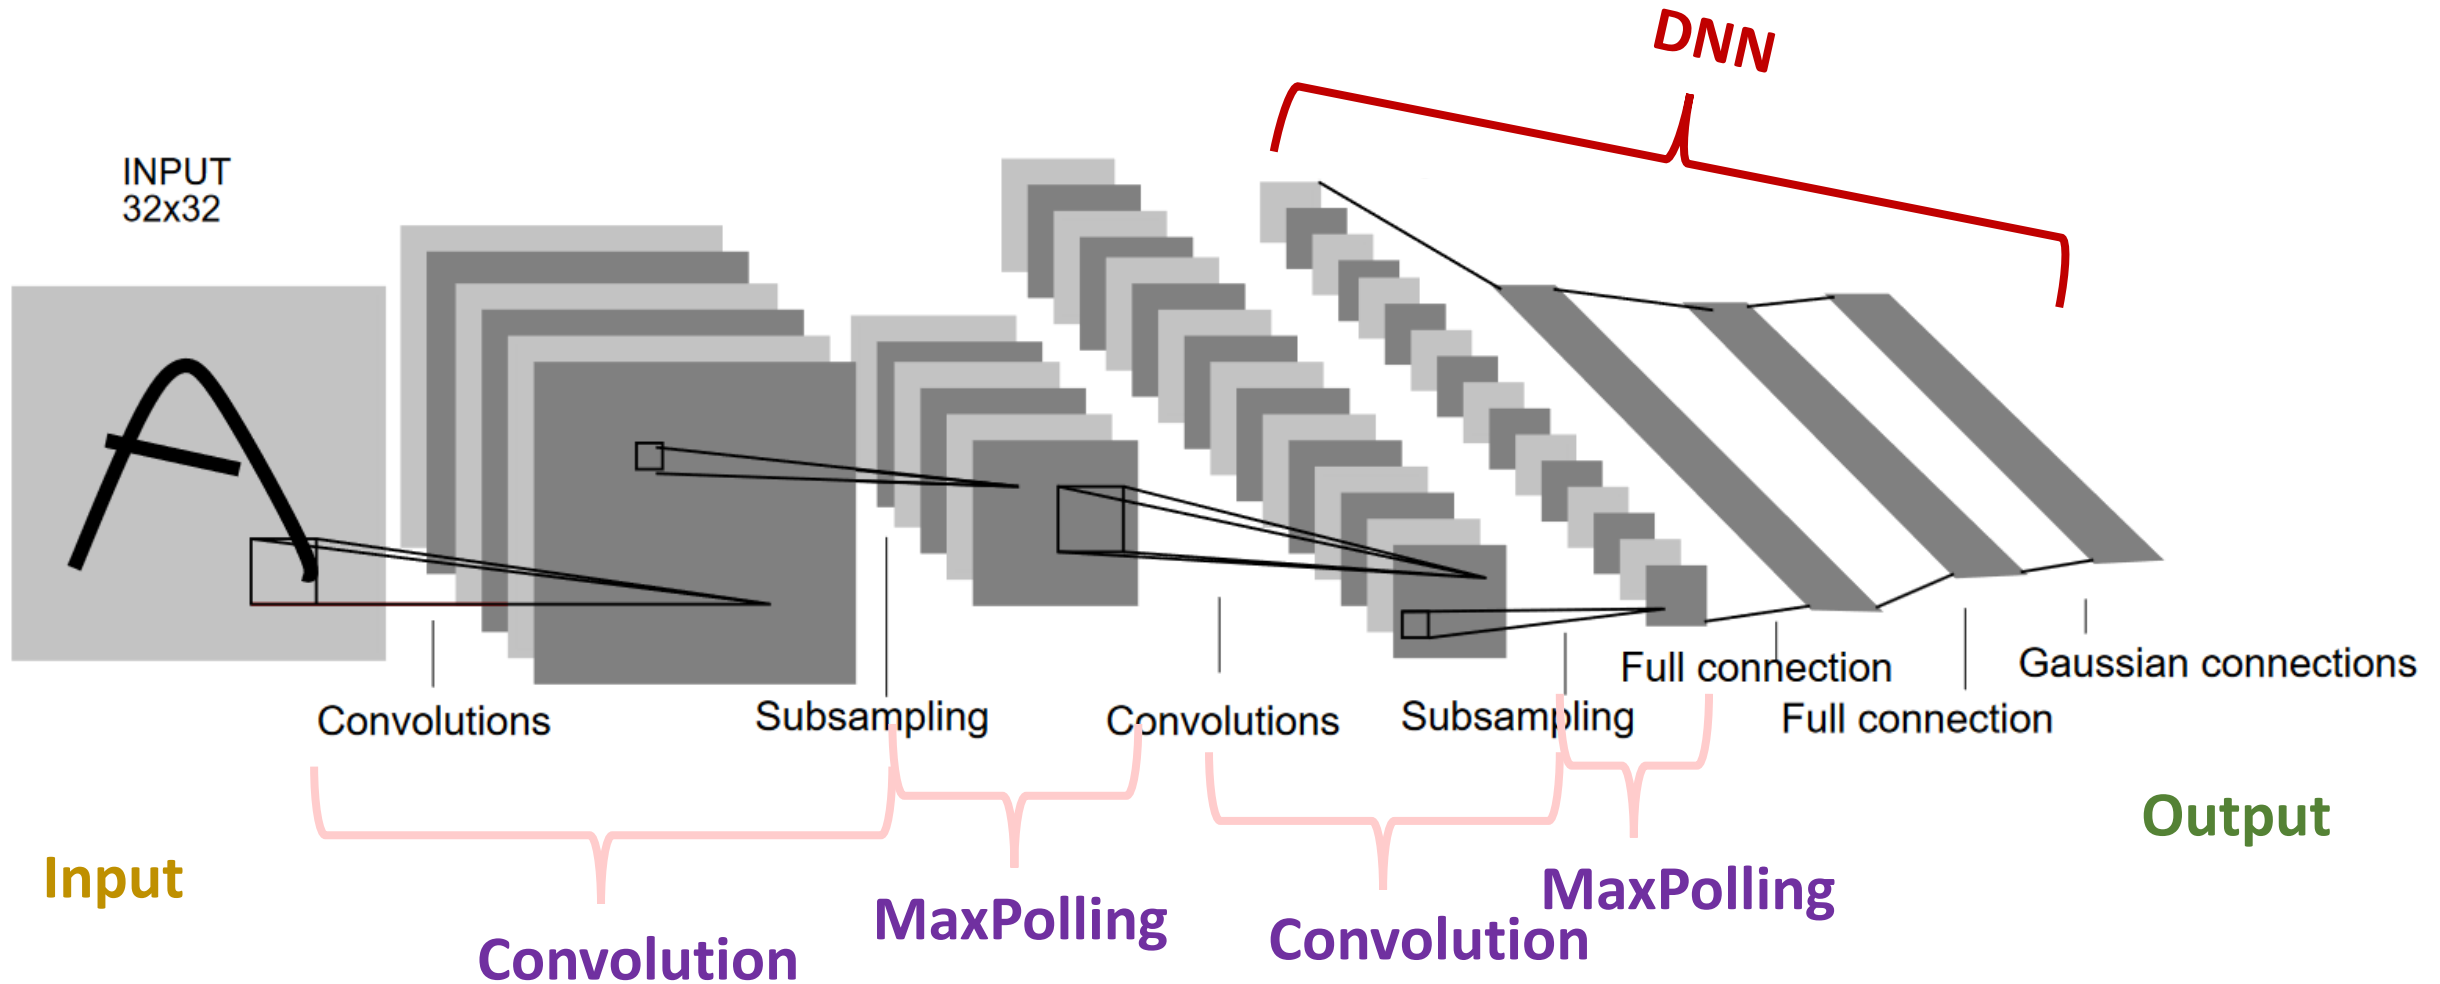 DNN
INPUT
32x32
Convolutions
Subsampling
Convolutions
Subsampling
Full connection
Full connection
Gaussian connections
Input
Convolution
MaxPolling
Convolution
MaxPolling
Output